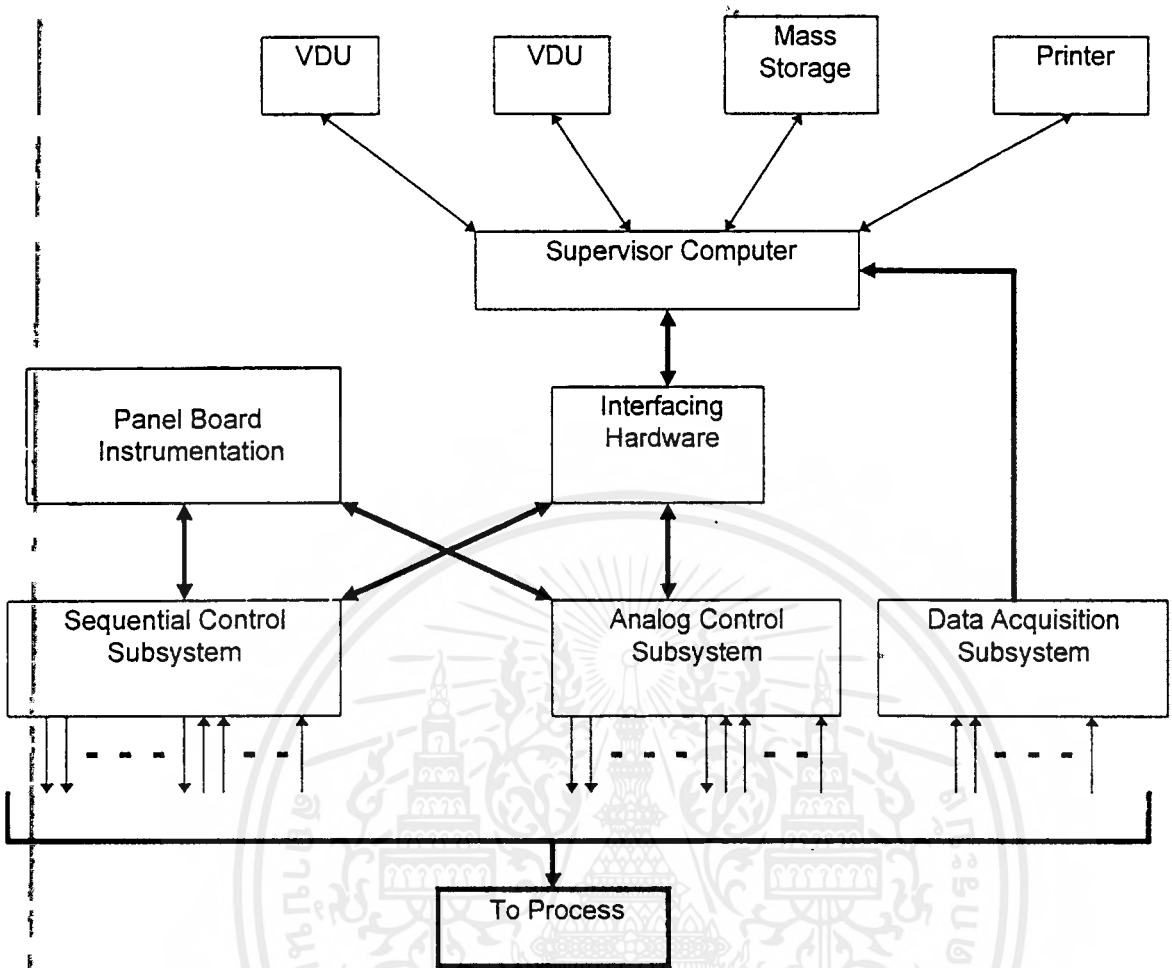 VDU
VDU
Mass
Storage
Printer
Supervisor Computer
Panel Board
Instrumentation
Interfacing
Hardware
Sequential Control
Subsystem
Analog Control
Subsystem
Data Acquisition
Subsystem
To Process